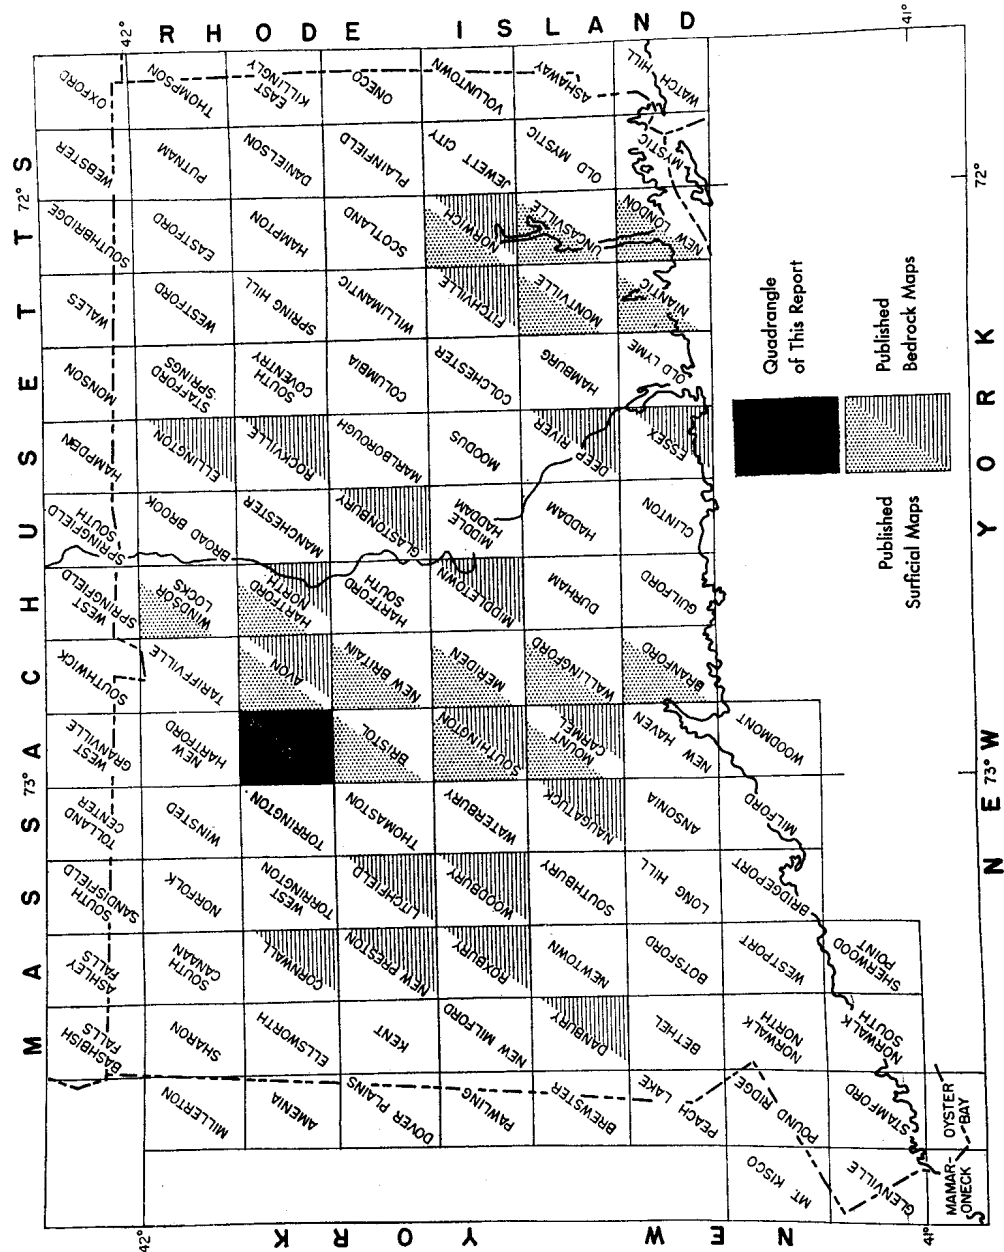 MASSACHUSETTS
RHODE ISLAND
NEW YORK
NEW YORK
42°
42°
41°
41°
72°
72°
73°
73°
OXFORD
THOMPSON
EAST KILLINGLY
ONECO
VOLUNTOWN
ASHAWAY
WATCH HILL
WEBSTER
PUTNAM
DANIELSON
PLAINFIELD
JEWETT CITY
OLD MYSTIC
MYSTIC
SOUTHBRIDGE
EASTFORD
HAMPTON
SCOTLAND
NORWICH
UNCASVILLE
NEW LONDON
WALES
WESTFORD
SPRING HILL
WILLIMANTIC
FITCHVILLE
MONTVILLE
NIANTIC
MONSON
STAFFORD SPRINGS
SOUTH COVENTRY
COLUMBIA
COLCHESTER
HAMBURG
OLD LYME
HAMPDEN
ELLINGTON
ROCKVILLE
MARLBOROUGH
MOODUS
DEEP RIVER
ESSEX
SPRINGFIELD SOUTH
BROAD BROOK
MANCHESTER
GLASTONBURY
MIDDLE HADDAM
HADDAM
CLINTON
WEST SPRINGFIELD
WINDSOR LOCKS
HARTFORD NORTH
HARTFORD SOUTH
MIDDLETOWN
DURHAM
GUILFORD
SOUTHWICK
TARIFFVILLE
AVON
NEW BRITAIN
MERIDEN
WALLINGFORD
BRANFORD
WEST GRANVILLE
NEW HARTFORD
BRISTOL
SOUTHINGTON
MOUNT CARMEL
NEW HAVEN
WOODMONT
TOLLAND CENTER
WINSTED
TORRINGTON
THOMASTON
WATERBURY
NAUGATUCK
ANSONIA
MILFORD
SOUTH SANDISFIELD
NORFOLK
WEST TORRINGTON
LITCHFIELD
WOODBURY
SOUTHBURY
LONG HILL
BRIDGEPORT
ASHLEY FALLS
SOUTH CANAAN
CORNWALL
NEW PRESTON
ROXBURY
NEWTOWN
BOTSFORD
WESTPORT
SHERWOOD POINT
BASHBISH FALLS
SHARON
ELLSWORTH
KENT
NEW MILFORD
DANBURY
BETHEL
NORWALK NORTH
NORWALK SOUTH
MILLERTON
AMENIA
DOVER PLAINS
PAWLING
BREWSTER
PEACH LAKE
POUND RIDGE
STAMFORD
OYSTER BAY
MT. KISCO
GLENVILLE
MAMAR-
ONECK
Quadrangle
of This Report
Published
Bedrock Maps
Published
Surficial Maps